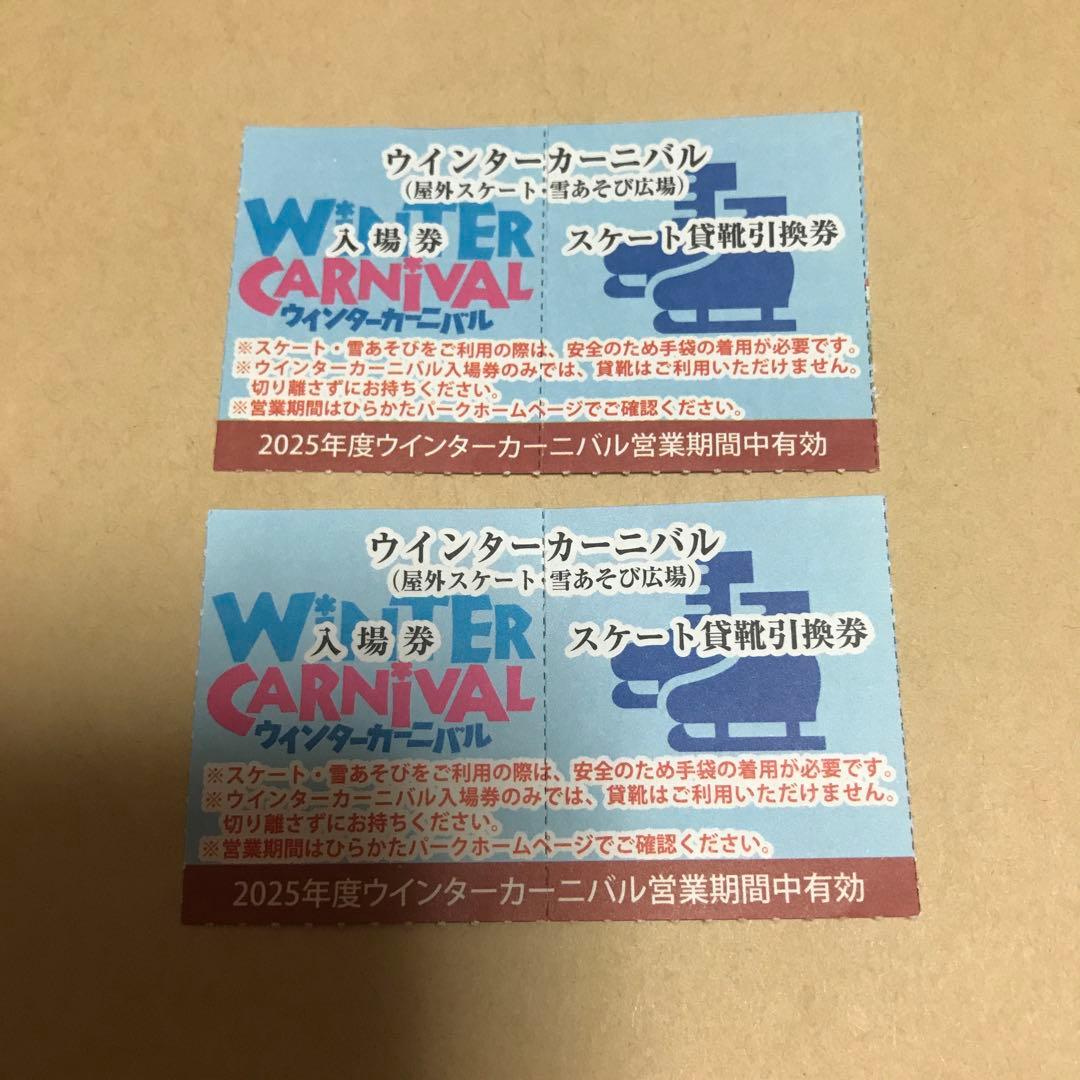 ウインターカーニバル
(屋外スケート・雪あそび広場)
WiNTER
入場券
スケート貸靴引換券
CARNiVAL
ウィンターカーニバル
※スケート・雪あそびをご利用の際は、安全のため手袋の着用が必要です。
※ウインターカーニバル入場券のみでは、貸靴はご利用いただけません。
切り離さずにお持ちください。
※営業期間はひらかたパークホームページでご確認ください。
2025年度ウインターカーニバル営業期間中有効
ウインターカーニバル
(屋外スケート・雪あそび広場)
WiNTER
入場券
スケート貸靴引換券
CARNiVAL
ウィンターカーニバル
※スケート・雪あそびをご利用の際は、安全のため手袋の着用が必要です。
※ウインターカーニバル入場券のみでは、貸靴はご利用いただけません。
切り離さずにお持ちください。
※営業期間はひらかたパークホームページでご確認ください。
2025年度ウインターカーニバル営業期間中有効